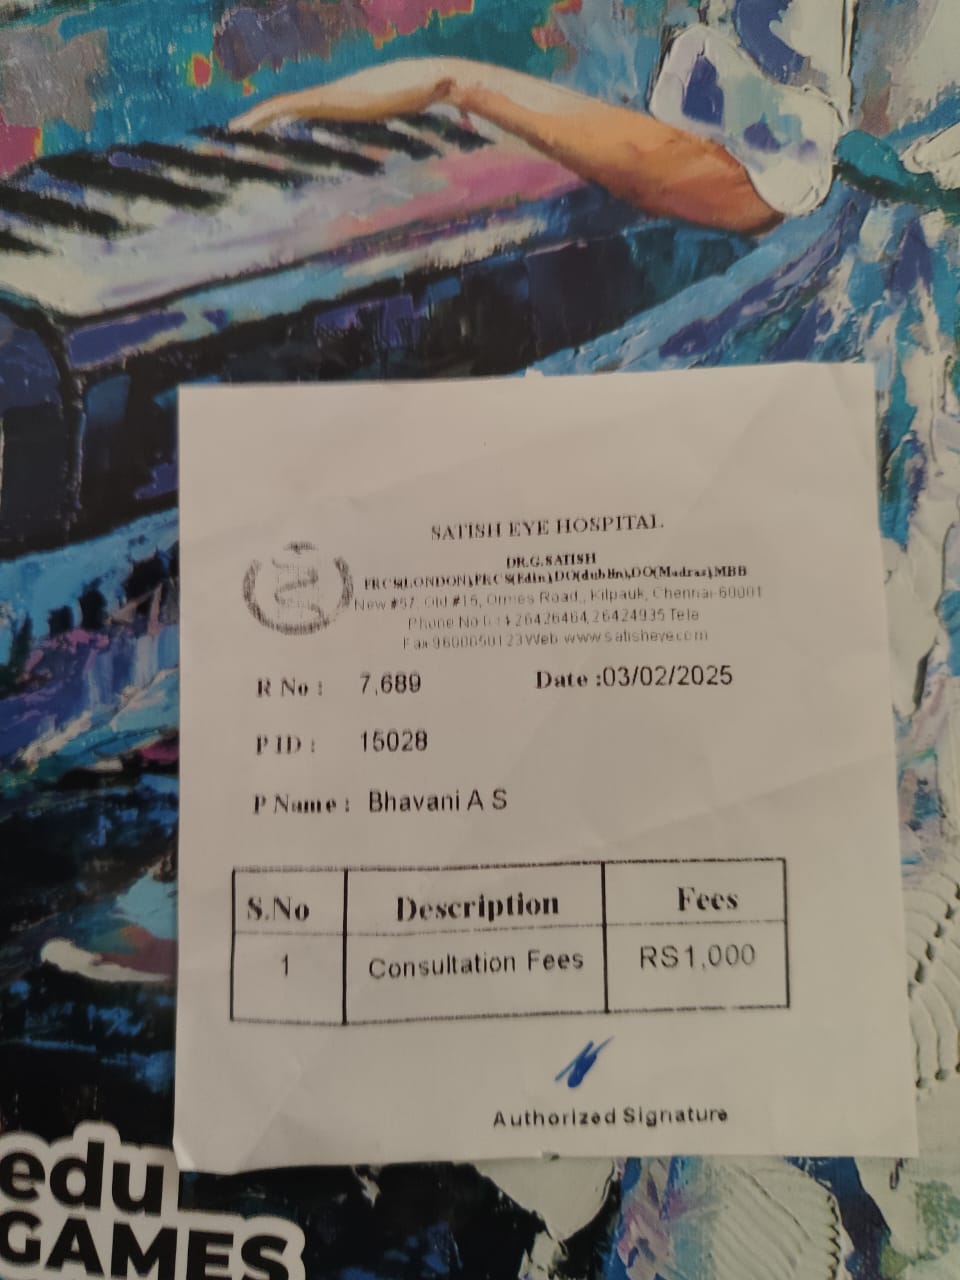 SATISH EYE HOSPITAL
DR.G.SATISH
FRCS(LONDON),FRCS(Edin),DO(dublin),DO(Madras),MBB
New #57, Old #15, Ormes Road,, Kilpauk, Chennai-60001
Phone No 26426464, 26424935 Tele
Fax 9600650123 Web www.satisheye.com
R No : 7,689 Date :03/02/2025
P ID : 15028
P Name : Bhavani A S
S.No Description Fees
1 Consultation Fees RS1,000
Authorized Signature
edu
GAMES